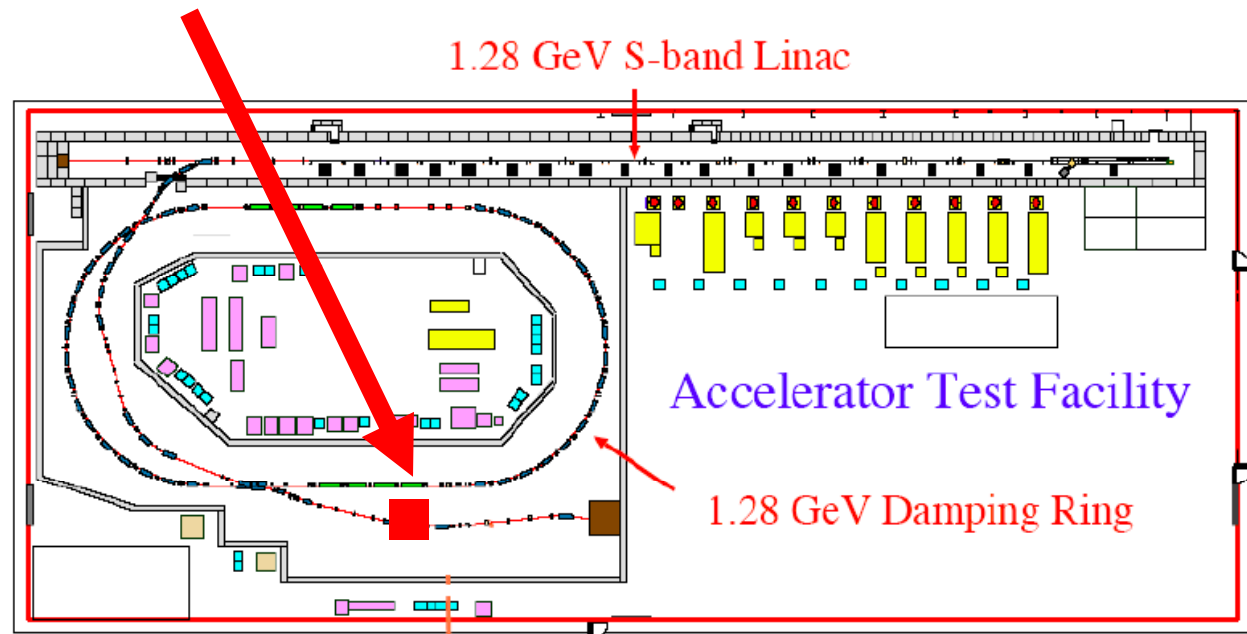 1.28 GeV S-band Linac
Accelerator Test Facility
1.28 GeV Damping Ring